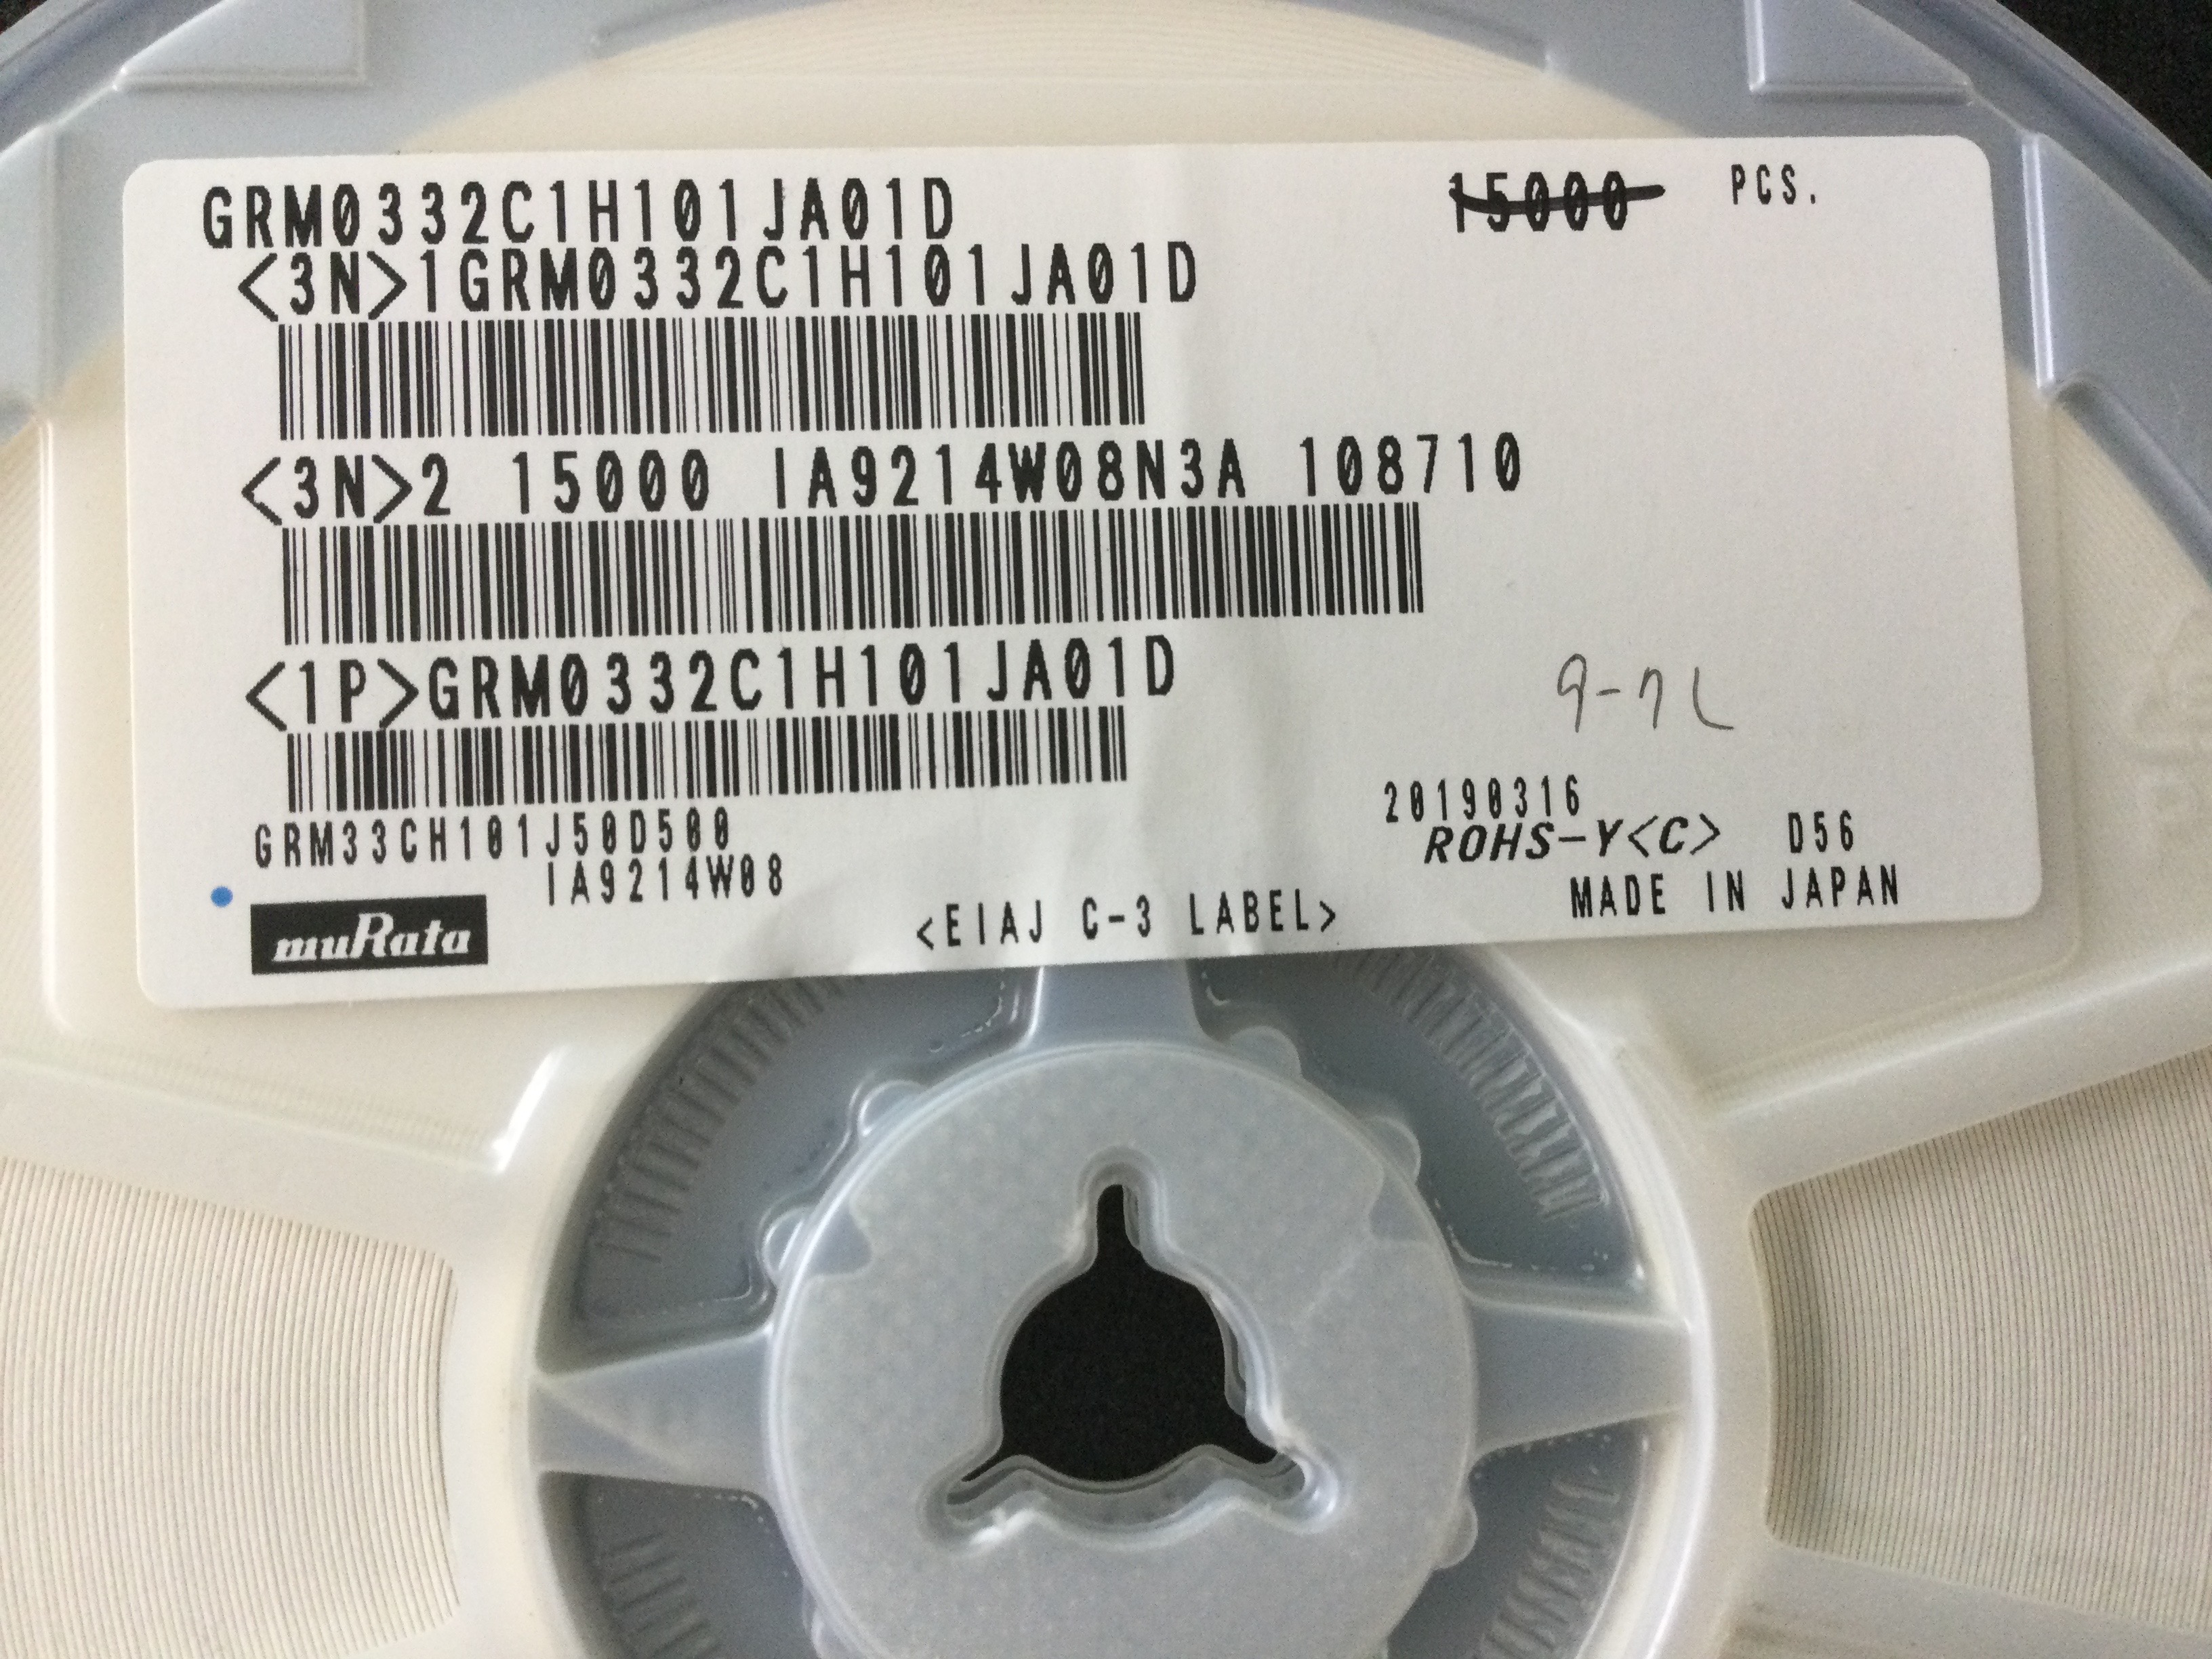 GRM0332C1H101JA01D 15000 PCS.
<3N>1GRM0332C1H101JA01D
<3N>2 15000 IA9214W08N3A 108710
<1P>GRM0332C1H101JA01D
20190316
GRM33CH101J50D500 ROHS-Y<C> D56
IA9214W08
muRata <EIAJ C-3 LABEL> MADE IN JAPAN